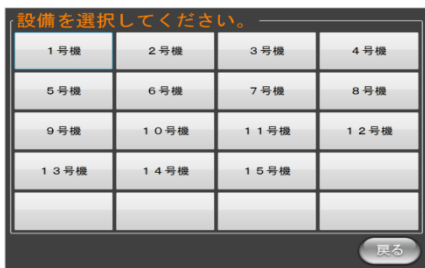 設備を選択してください。
１号機 ２号機 ３号機 ４号機
５号機 ６号機 ７号機 ８号機
９号機 １０号機 １１号機 １２号機
１３号機 １４号機 １５号機
戻る